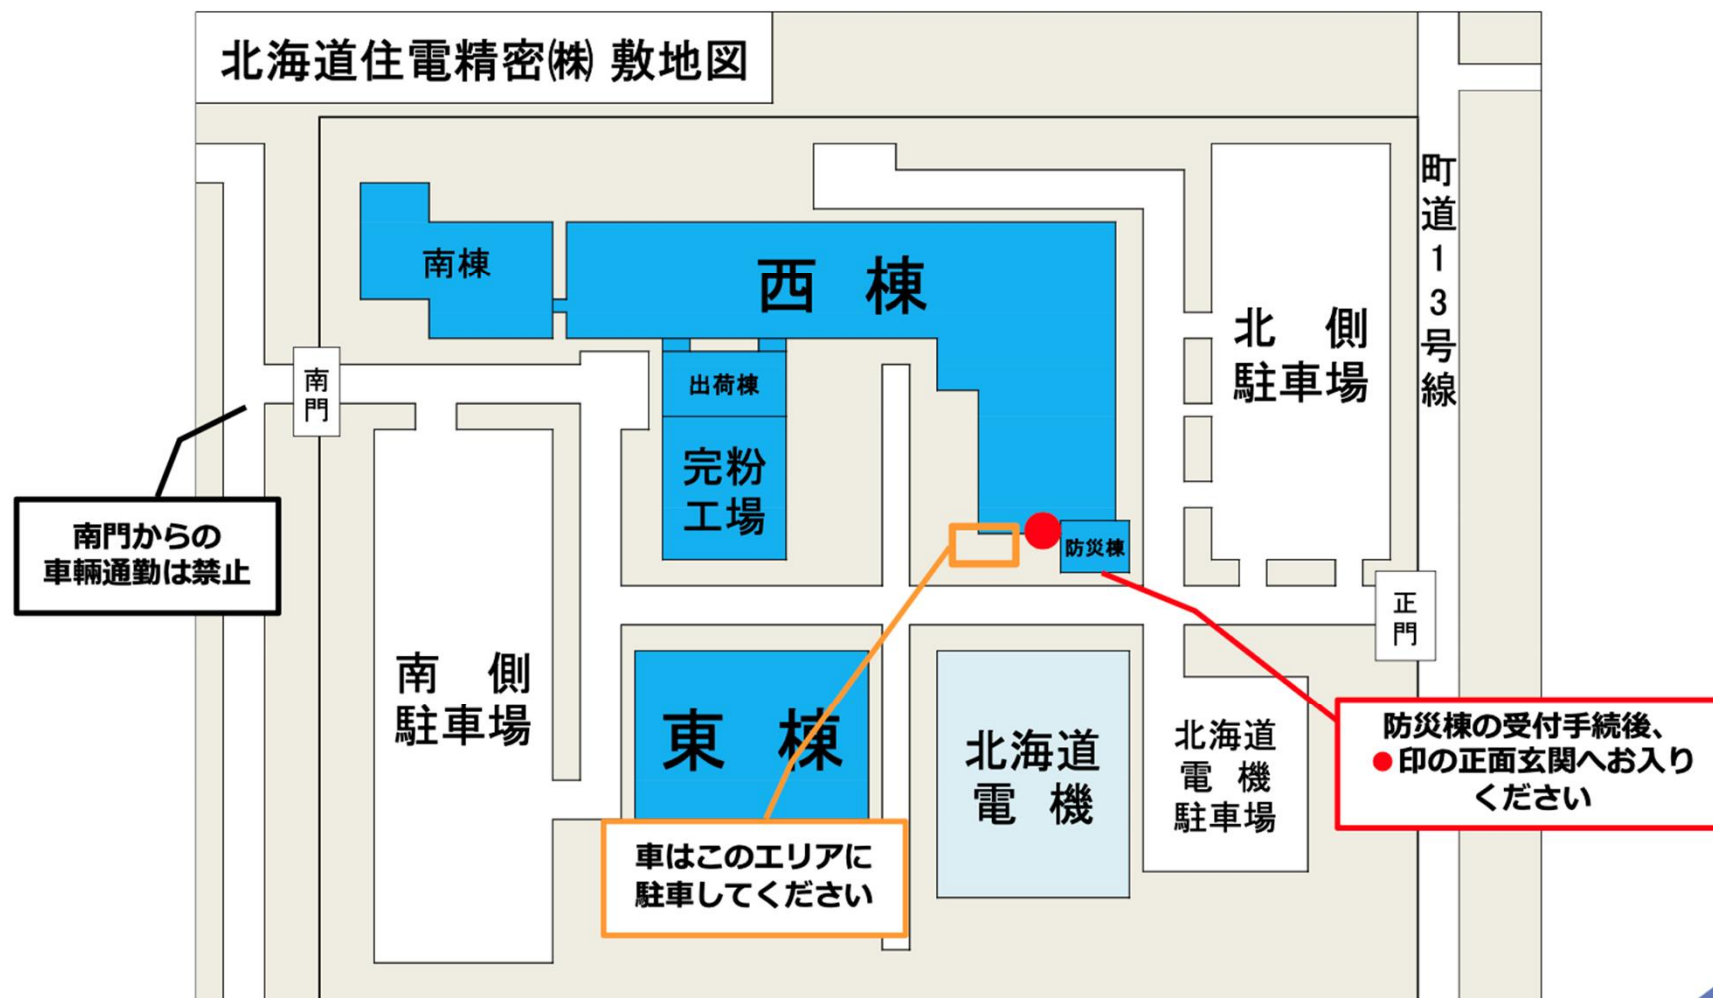 北海道住電精密㈱ 敷地図
町道13号線
南棟
西 棟
北 側
駐車場
南門
出荷棟
完粉
工場
南門からの
車輛通勤は禁止
防災棟
正門
南 側
駐車場
東 棟
北海道
電 機
北海道
電 機
駐車場
防災棟の受付手続後、
●印の正面玄関へお入り
ください
車はこのエリアに
駐車してください